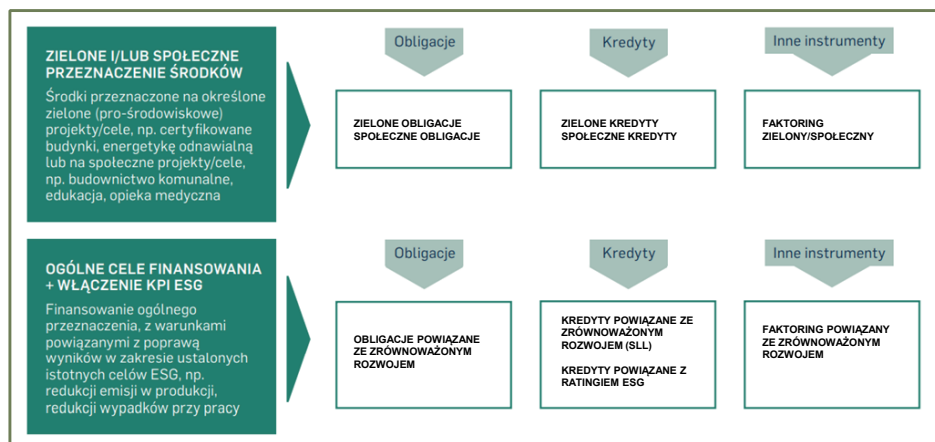 ZIELONE I/LUB SPOŁECZNE
PRZEZNACZENIE ŚRODKÓW
Środki przeznaczone na określone
zielone (pro-środowiskowe)
projekty/cele, np. certyfikowane
budynki, energetykę odnawialną
lub na społeczne projekty/cele,
np. budownictwo komunalne,
edukacja, opieka medyczna
Obligacje
ZIELONE OBLIGACJE
SPOŁECZNE OBLIGACJE
Kredyty
ZIELONE KREDYTY
SPOŁECZNE KREDYTY
Inne instrumenty
FAKTORING
ZIELONY/SPOŁECZNY
OGÓLNE CELE FINANSOWANIA
+ WŁĄCZENIE KPI ESG
Finansowanie ogólnego
przeznaczenia, z warunkami
powiązanymi z poprawą
wyników w zakresie ustalonych
istotnych celów ESG, np.
redukcji emisji w produkcji,
redukcji wypadków przy pracy
Obligacje
OBLIGACJE POWIĄZANE
ZE ZRÓWNOWAŻONYM
ROZWOJEM
Kredyty
KREDYTY POWIĄZANE ZE
ZRÓWNOWAŻONYM
ROZWOJEM (SLL)
KREDYTY POWIĄZANE Z
RATINGIEM ESG
Inne instrumenty
FAKTORING POWIĄZANY
ZE ZRÓWNOWAŻONYM
ROZWOJEM